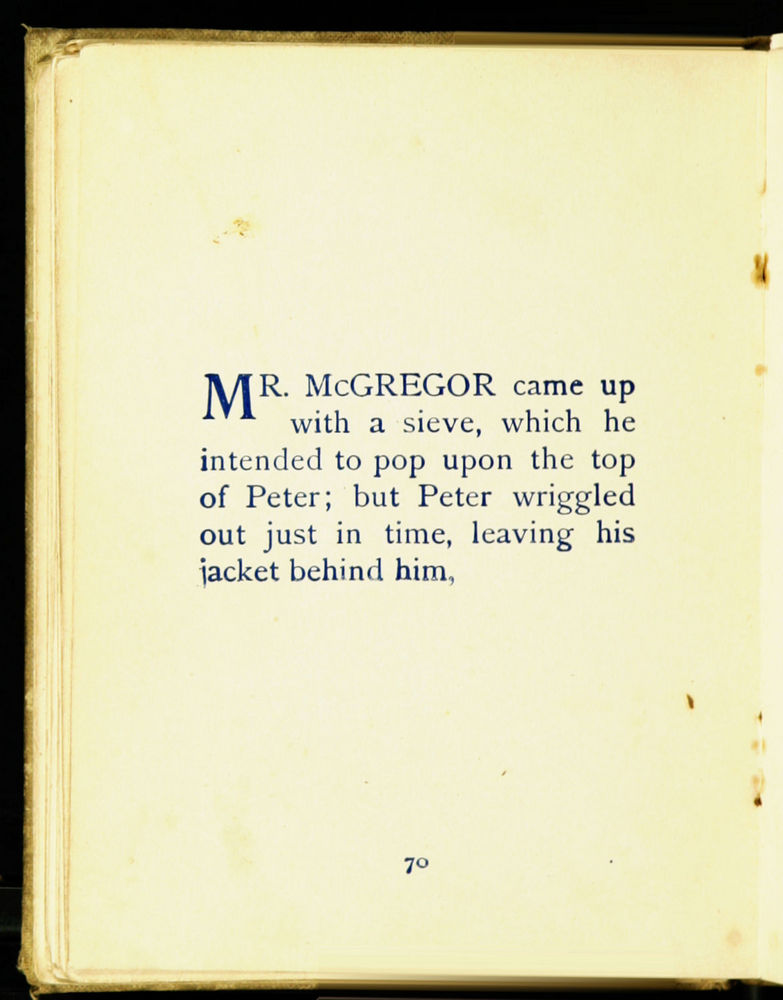 MR. McGREGOR came up
with a sieve, which he
intended to pop upon the top
of Peter; but Peter wriggled
out just in time, leaving his
jacket behind him,
70